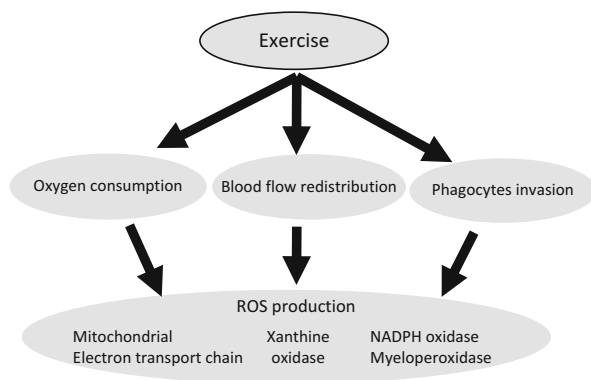 Exercise
Oxygen consumption
Blood flow redistribution
Phagocytes invasion
ROS production
Mitochondrial
Electron transport chain
Xanthine
oxidase
NADPH oxidase
Myeloperoxidase